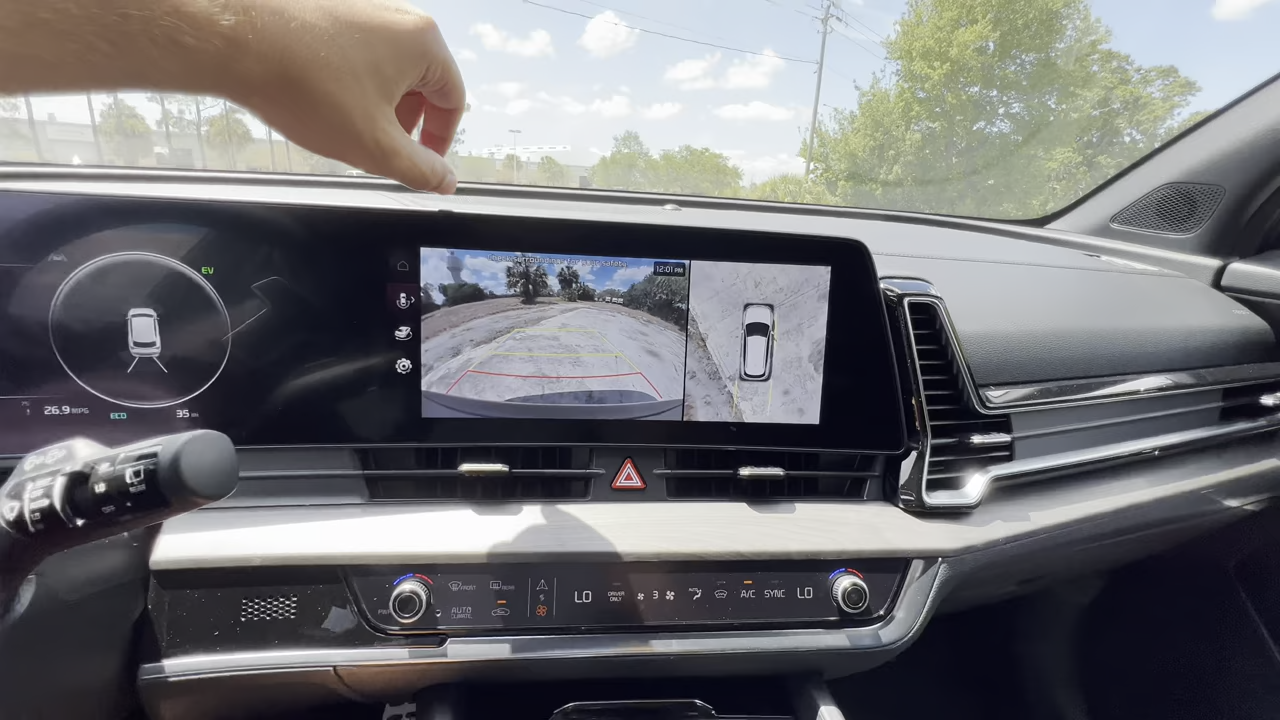 EV
Check surroundings for your safety
12:01 PM
26.9 MPG
ECO
35
FRONT
REAR
AUTO
CLIMATE
LO
DRIVER
ONLY
3
A/C
SYNC
LO